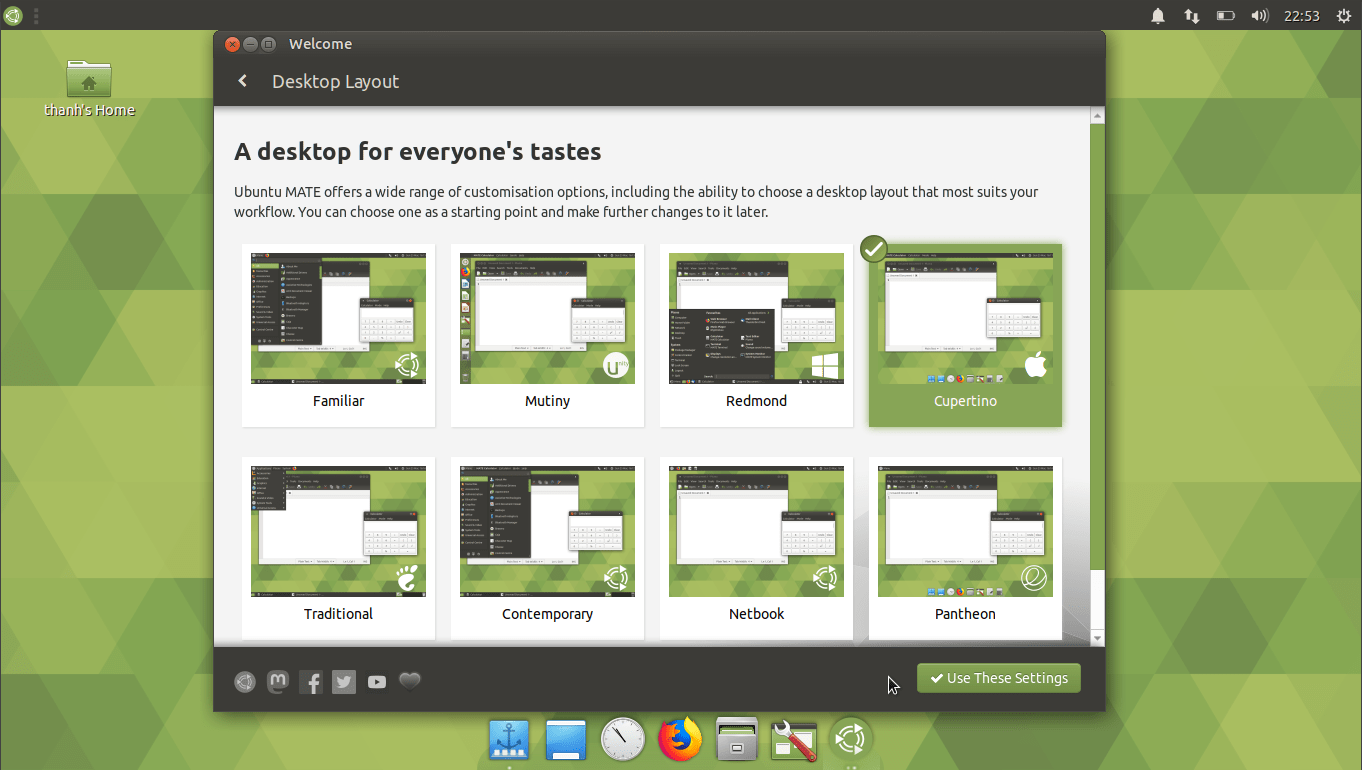 22:53
Welcome
Desktop Layout
thanh's Home
A desktop for everyone's tastes
Ubuntu MATE offers a wide range of customisation options, including the ability to choose a desktop layout that most suits your
workflow. You can choose one as a starting point and make further changes to it later.
Familiar
Mutiny
Redmond
Cupertino
Traditional
Contemporary
Netbook
Pantheon
Use These Settings